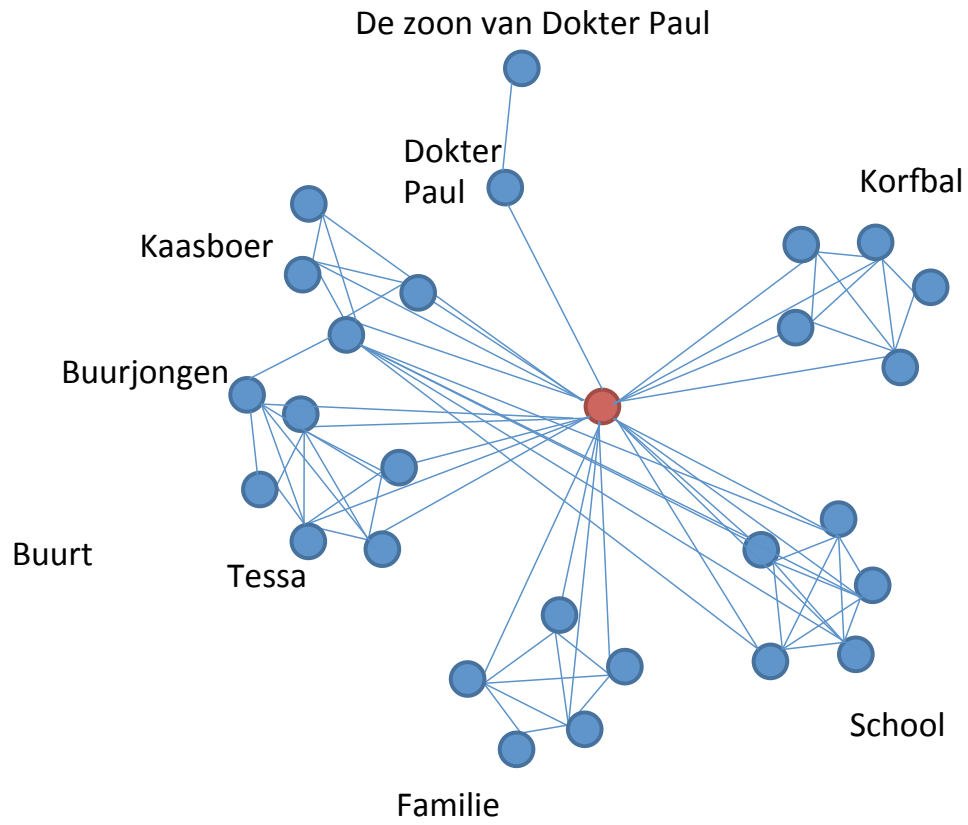 De zoon van Dokter Paul
Dokter
Paul
Korfbal
Kaasboer
Buurjongen
Buurt
Tessa
School
Familie